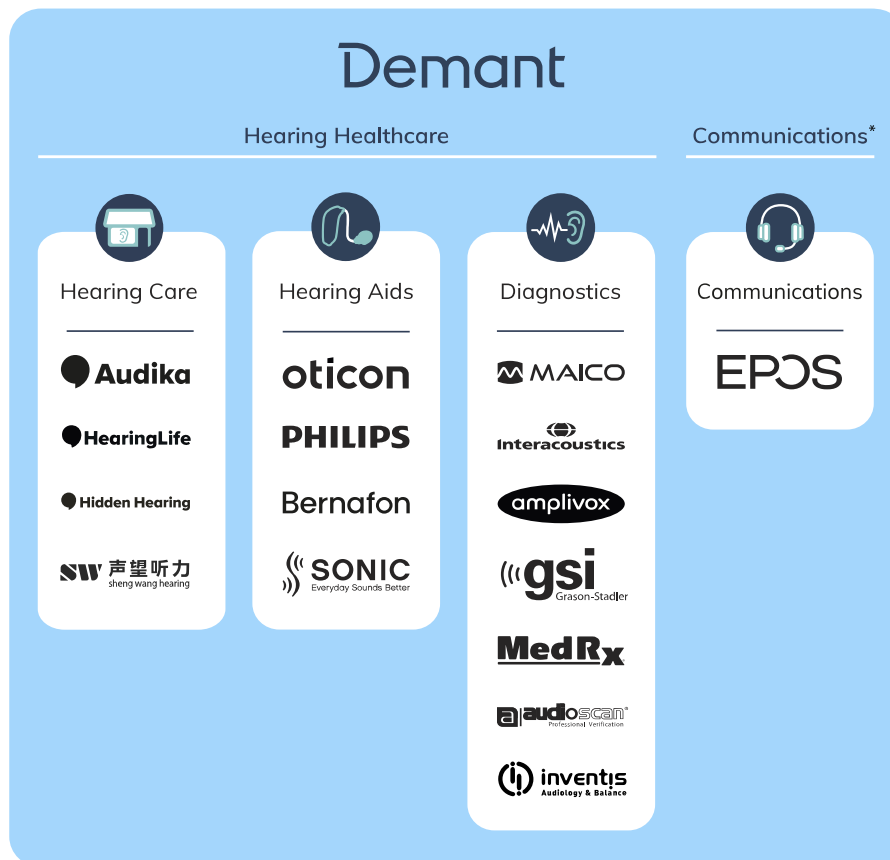 Demant
Hearing Healthcare
Communications*
Hearing Care
Audika
HearingLife
Hidden Hearing
SW 声望听力
sheng wang hearing
Hearing Aids
oticon
PHILIPS
Bernafon
SONIC
Everyday Sounds Better
Diagnostics
MAICO
Interacoustics
amplivox
gsi
Grason-Stadler
MedRx
a audioscan®
Professional Verification
inventis
Audiology & Balance
Communications
EPOS